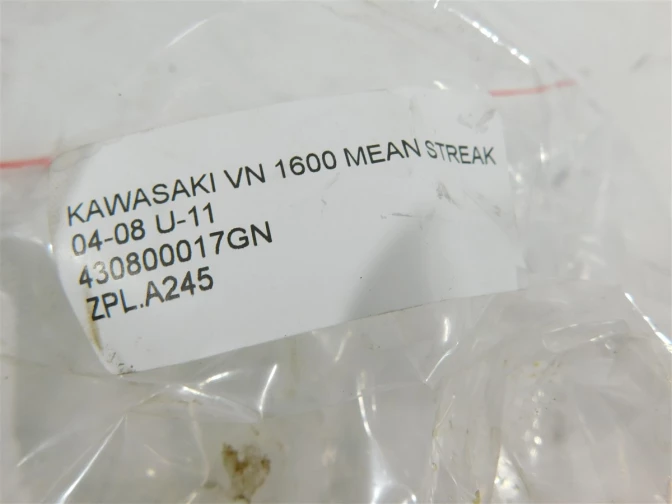 KAWASAKI VN 1600 MEAN STREAK
04-08 U-11
430800017GN
ZPL.A245